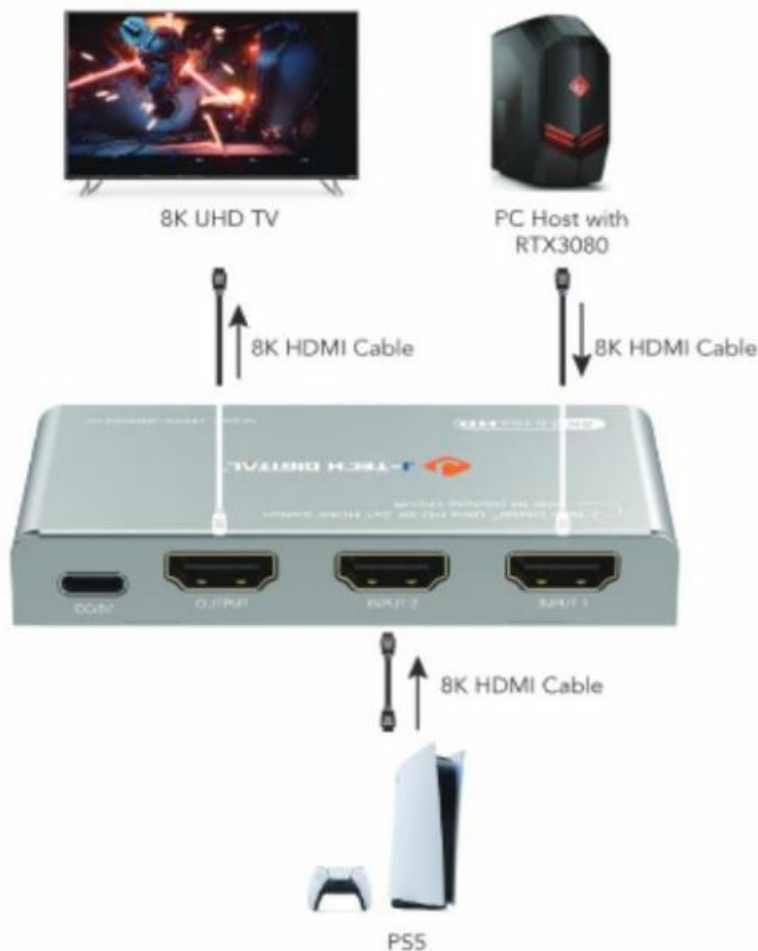 8K UHD TV
PC Host with
RTX3080
8K HDMI Cable
8K HDMI Cable
J-TECH DIGITAL
OUTPUT
INPUT 2
INPUT 1
8K HDMI Cable
PS5